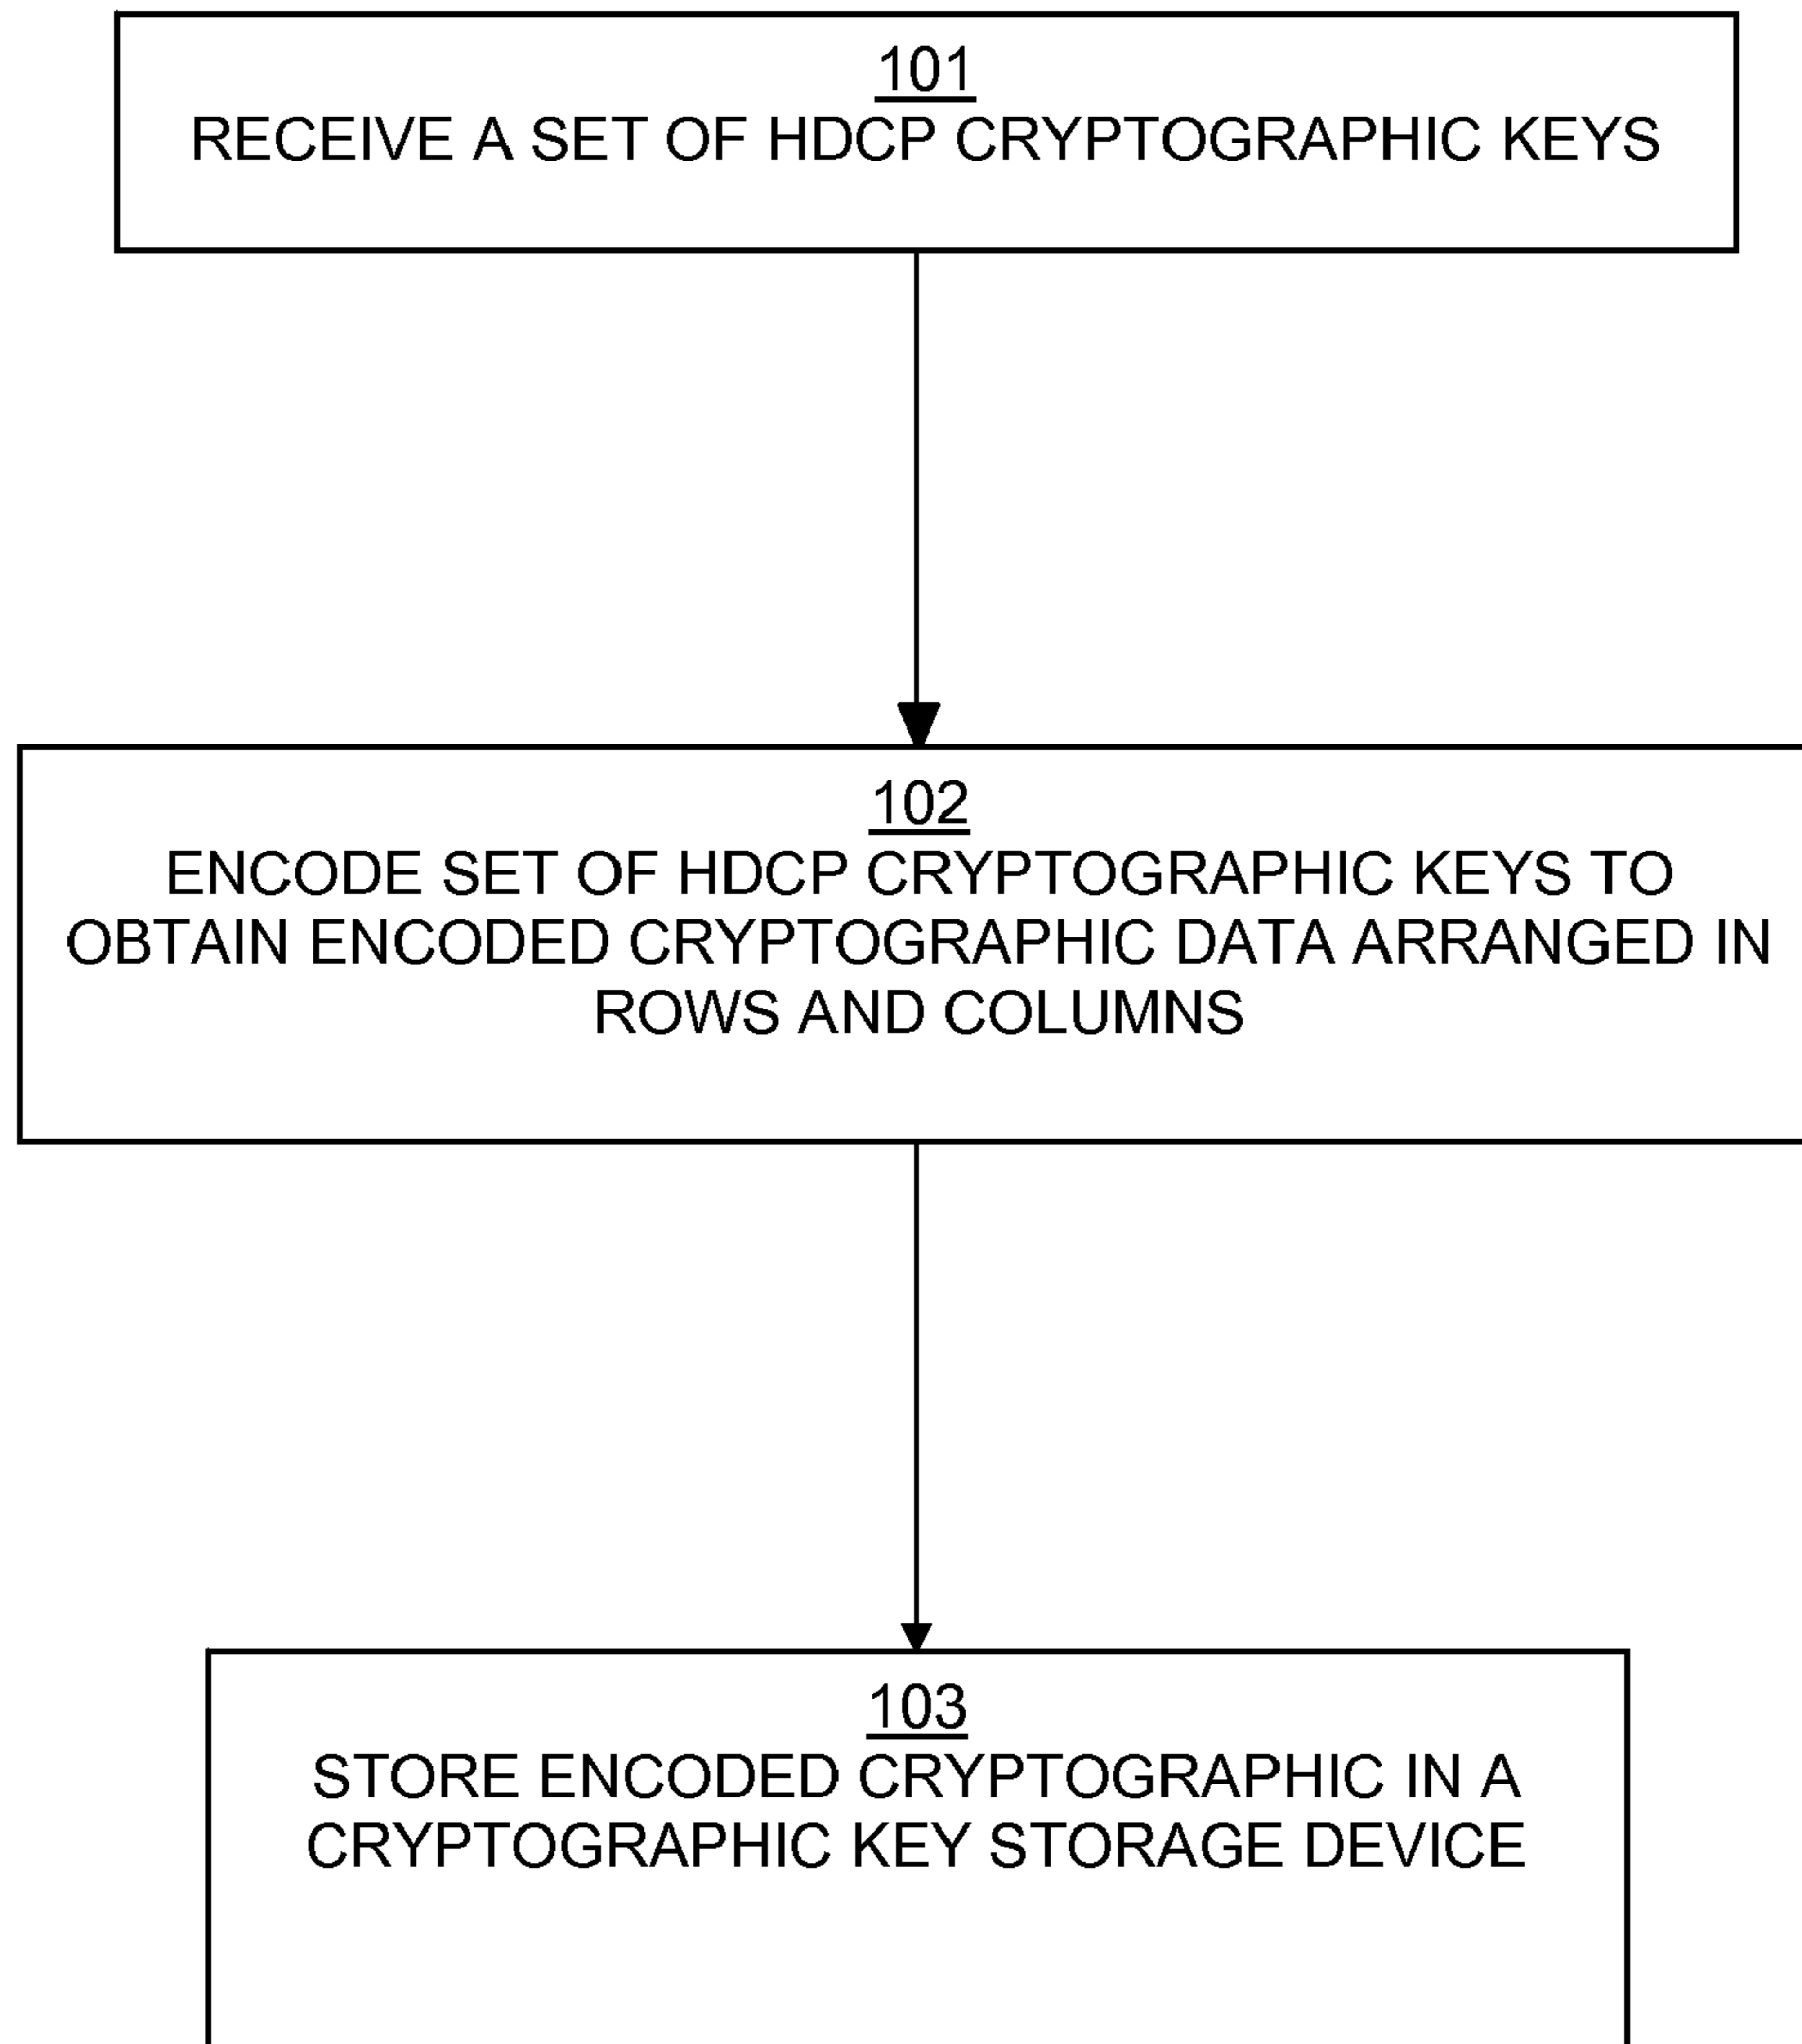 101
RECEIVE A SET OF HDCP CRYPTOGRAPHIC KEYS
102
ENCODE SET OF HDCP CRYPTOGRAPHIC KEYS TO
OBTAIN ENCODED CRYPTOGRAPHIC DATA ARRANGED IN
ROWS AND COLUMNS
103
STORE ENCODED CRYPTOGRAPHIC IN A
CRYPTOGRAPHIC KEY STORAGE DEVICE